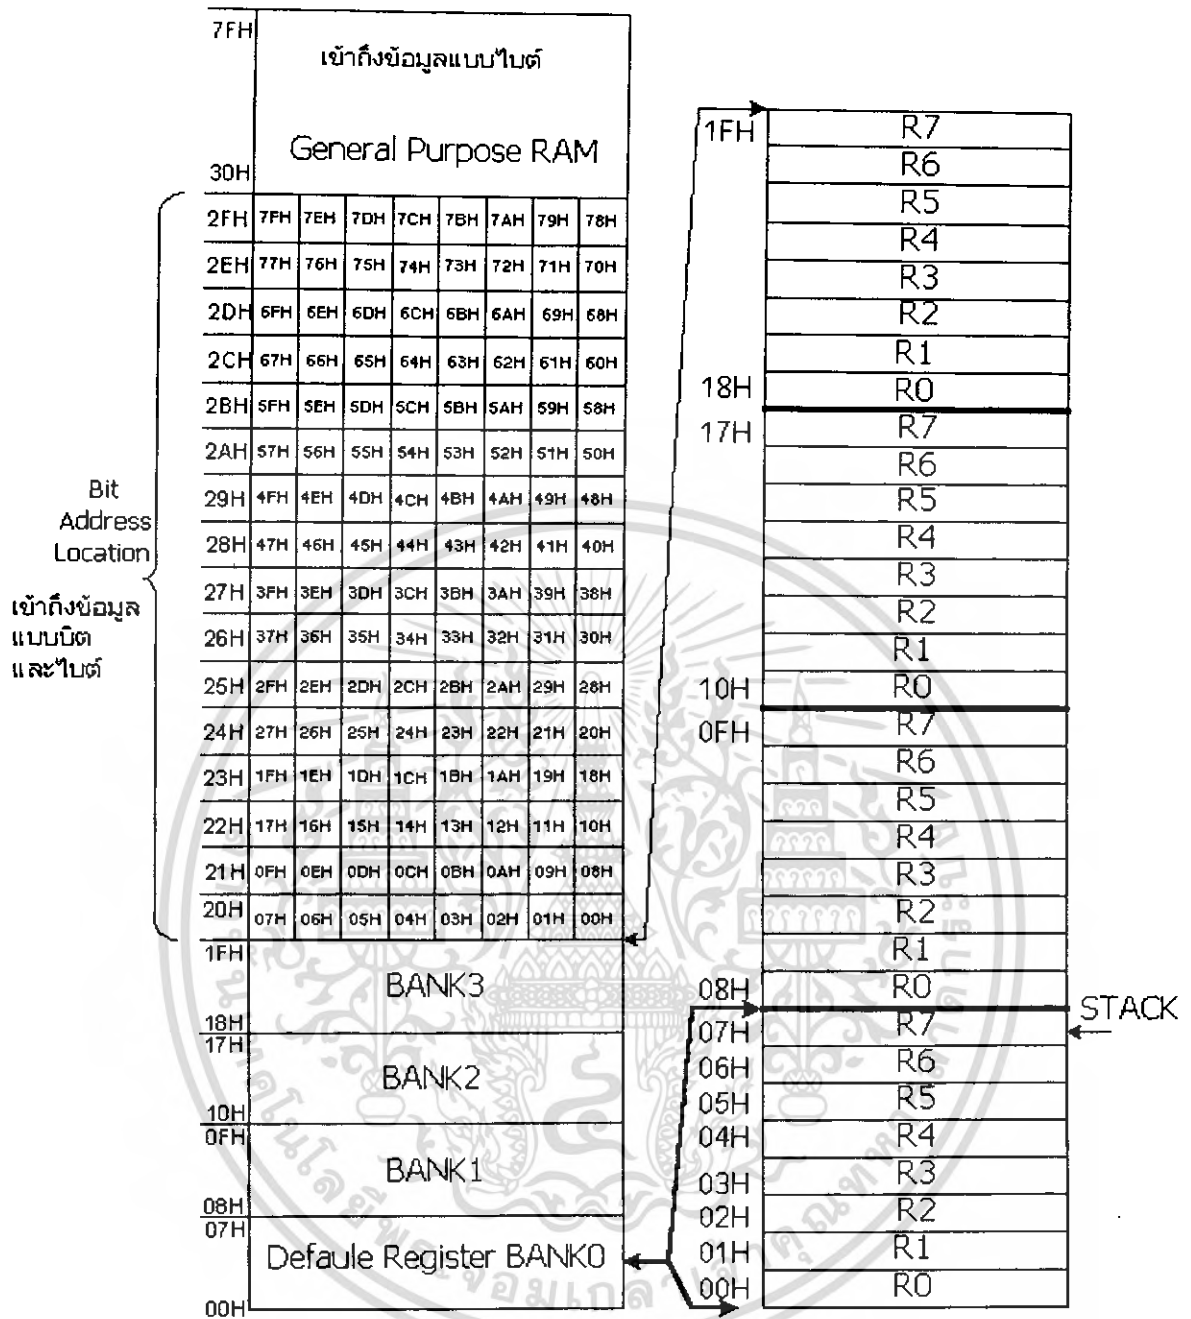 7FH
เข้าถึงข้อมูลแบบไบต์
General Purpose RAM
30H
2FH 7FH 7EH 7DH 7CH 7BH 7AH 79H 78H
2EH 77H 76H 75H 74H 73H 72H 71H 70H
2DH 6FH 6EH 6DH 6CH 6BH 6AH 69H 68H
2CH 67H 66H 65H 64H 63H 62H 61H 60H
2BH 5FH 5EH 5DH 5CH 5BH 5AH 59H 58H
2AH 57H 56H 55H 54H 53H 52H 51H 50H
29H 4FH 4EH 4DH 4CH 4BH 4AH 49H 48H
28H 47H 46H 45H 44H 43H 42H 41H 40H
27H 3FH 3EH 3DH 3CH 3BH 3AH 39H 38H
26H 37H 36H 35H 34H 33H 32H 31H 30H
25H 2FH 2EH 2DH 2CH 2BH 2AH 29H 28H
24H 27H 26H 25H 24H 23H 22H 21H 20H
23H 1FH 1EH 1DH 1CH 1BH 1AH 19H 18H
22H 17H 16H 15H 14H 13H 12H 11H 10H
21H 0FH 0EH 0DH 0CH 0BH 0AH 09H 08H
20H 07H 06H 05H 04H 03H 02H 01H 00H
Bit
Address
Location
เข้าถึงข้อมูล
แบบบิต
และไบต์
1FH
BANK3
18H
17H
BANK2
10H
0FH
BANK1
08H
07H
Defaule Register BANK0
00H
1FH R7
R6
R5
R4
R3
R2
R1
18H R0
17H R7
R6
R5
R4
R3
R2
R1
10H R0
0FH R7
R6
R5
R4
R3
R2
R1
08H R0
07H R7 STACK
06H R6
05H R5
04H R4
03H R3
02H R2
01H R1
00H R0